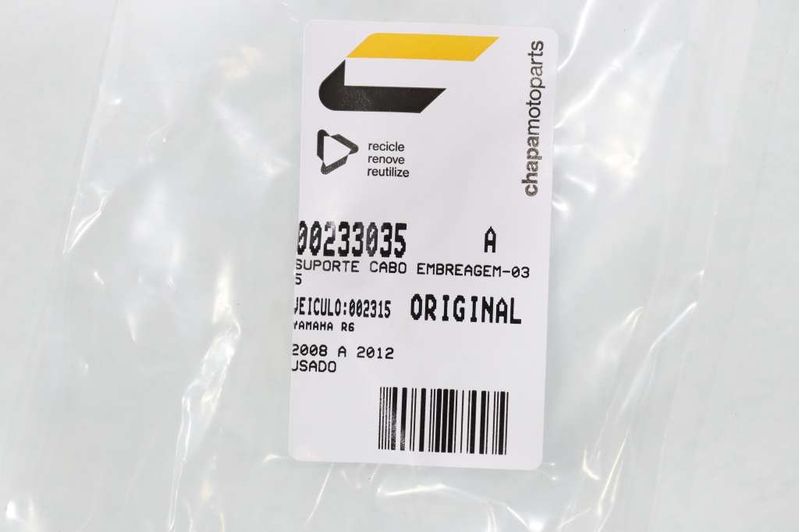 chapamotoparts
recicle
renove
reutilize
00233035 A
SUPORTE CABO EMBREAGEM-03
5
VEICULO:002315 ORIGINAL
YAMAHA R6
2008 A 2012
USADO